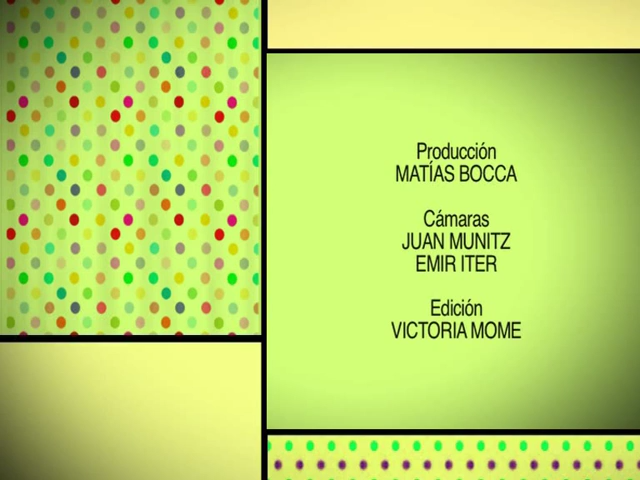 Producción
MATÍAS BOCCA
Cámaras
JUAN MUNITZ
EMIR ITER
Edición
VICTORIA MOME